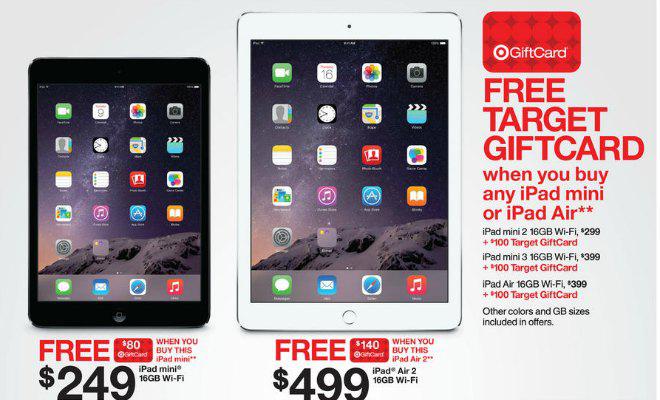 GiftCard
FREE
TARGET
GIFTCARD
when you buy
any iPad mini
or iPad Air**
iPad mini 2 16GB Wi-Fi, $299
+ $100 Target GiftCard
iPad mini 3 16GB Wi-Fi, $399
+ $100 Target GiftCard
iPad Air 16GB Wi-Fi, $399
+ $100 Target GiftCard
Other colors and GB sizes
included in offers.
FREE $80 GiftCard WHEN YOU
BUY THIS
iPad mini**
$249 iPad mini®
16GB Wi-Fi
FREE $140 GiftCard WHEN YOU
BUY THIS
iPad Air 2**
$499 iPad® Air 2
16GB Wi-Fi